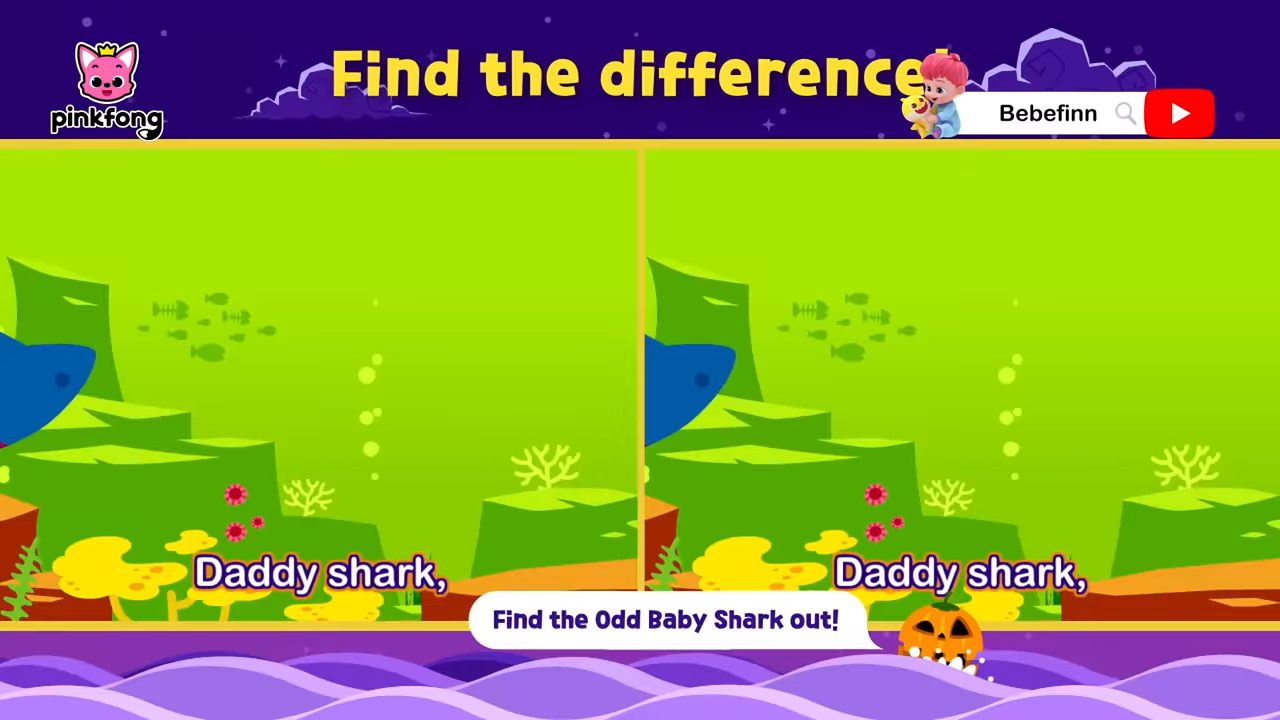 pinkfong
Find the difference
Bebefinn
Daddy shark,
Daddy shark,
Find the Odd Baby Shark out!